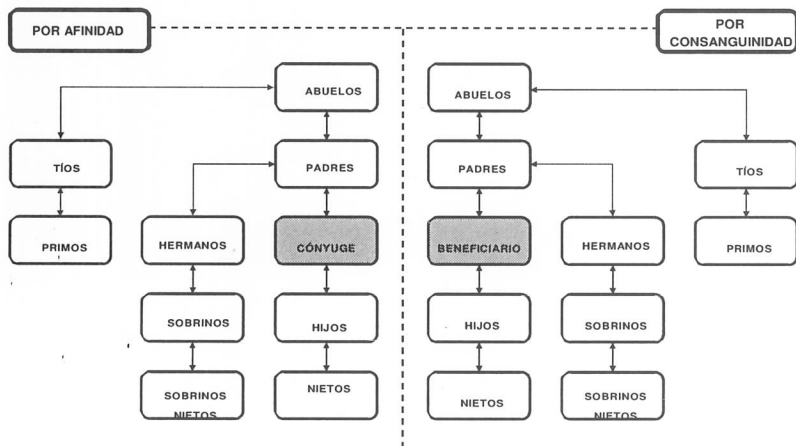 POR AFINIDAD
POR
CONSANGUINIDAD
ABUELOS
ABUELOS
TÍOS
PADRES
PADRES
TÍOS
PRIMOS
HERMANOS
CÓNYUGE
BENEFICIARIO
HERMANOS
PRIMOS
SOBRINOS
HIJOS
HIJOS
SOBRINOS
SOBRINOS
NIETOS
NIETOS
NIETOS
SOBRINOS
NIETOS